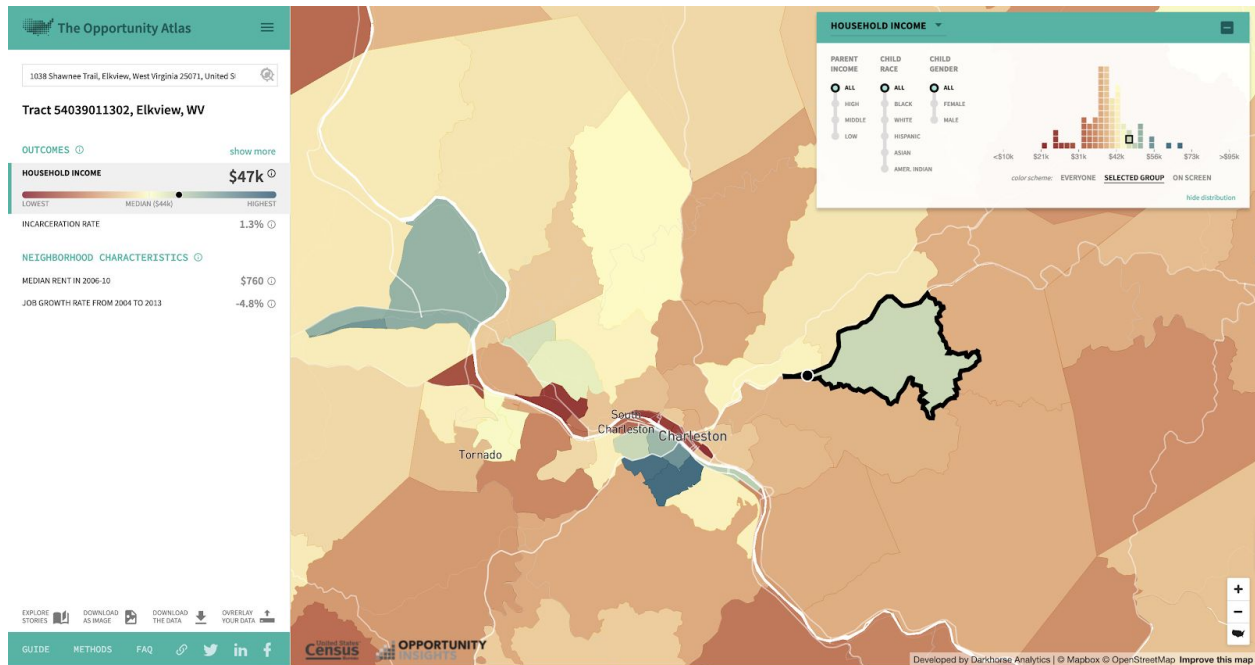 The Opportunity Atlas
1038 Shawnee Trail, Elkview, West Virginia 25071, United S
Tract 54039011302, Elkview, WV
OUTCOMES
show more
HOUSEHOLD INCOME
$47k
LOWEST
MEDIAN ($44k)
HIGHEST
INCARCERATION RATE
1.3%
NEIGHBORHOOD CHARACTERISTICS
MEDIAN RENT IN 2006-10
$760
JOB GROWTH RATE FROM 2004 TO 2013
-4.8%
EXPLORE STORIES
DOWNLOAD AS IMAGE
DOWNLOAD THE DATA
OVRERLAY YOUR DATA
GUIDE
METHODS
FAQ
HOUSEHOLD INCOME
PARENT INCOME
ALL
HIGH
MIDDLE
LOW
CHILD RACE
ALL
BLACK
WHITE
HISPANIC
ASIAN
AMER. INDIAN
CHILD GENDER
ALL
FEMALE
MALE
<$10k
$21k
$31k
$42k
$56k
$73k
>$95k
color scheme: EVERYONE SELECTED GROUP ON SCREEN
hide distribution
South Charleston
Charleston
Tornado
United States Census
OPPORTUNITY INSIGHTS
+
−
Developed by Darkhorse Analytics | © Mapbox © OpenStreetMap Improve this map